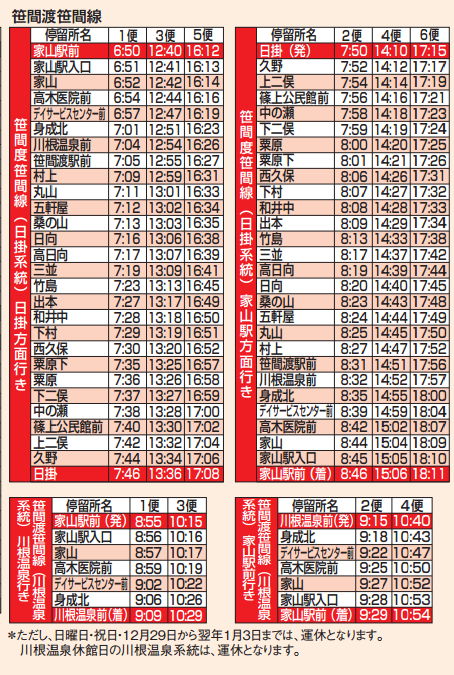 笹間渡笹間線
笹間渡笹間線（日掛系統）日掛方面行き
停留所名 1便 3便 5便
家山駅前 6:50 12:40 16:12
家山駅入口 6:51 12:41 16:13
家山 6:52 12:42 16:14
高木医院前 6:54 12:44 16:16
デイサービスセンター前 6:57 12:47 16:19
身成北 7:01 12:51 16:23
川根温泉前 7:04 12:54 16:26
笹間渡駅前 7:05 12:55 16:27
村上 7:09 12:59 16:31
丸山 7:11 13:01 16:33
五軒屋 7:12 13:02 16:34
桑の山 7:13 13:03 16:35
日向 7:16 13:06 16:38
高日向 7:17 13:07 16:39
三並 7:19 13:09 16:41
竹島 7:23 13:13 16:45
出本 7:27 13:17 16:49
和井中 7:28 13:18 16:50
下村 7:29 13:19 16:51
西久保 7:30 13:20 16:52
粟原下 7:35 13:25 16:57
粟原 7:36 13:26 16:58
下二俣 7:37 13:27 16:59
中の瀬 7:38 13:28 17:00
篠上公民館前 7:40 13:30 17:02
上二俣 7:42 13:32 17:04
久野 7:44 13:34 17:06
日掛 7:46 13:36 17:08
笹間度笹間線（日掛系統）家山駅方面行き
停留所名 2便 4便 6便
日掛（発） 7:50 14:10 17:15
久野 7:52 14:12 17:17
上二俣 7:54 14:14 17:19
篠上公民館前 7:56 14:16 17:21
中の瀬 7:58 14:18 17:23
下二俣 7:59 14:19 17:24
粟原 8:00 14:20 17:25
粟原下 8:01 14:21 17:26
西久保 8:06 14:26 17:31
下村 8:07 14:27 17:32
和井中 8:08 14:28 17:33
出本 8:09 14:29 17:34
竹島 8:13 14:33 17:38
三並 8:17 14:37 17:42
高日向 8:19 14:39 17:44
日向 8:20 14:40 17:45
桑の山 8:23 14:43 17:48
五軒屋 8:24 14:44 17:49
丸山 8:25 14:45 17:50
村上 8:27 14:47 17:52
笹間渡駅前 8:31 14:51 17:56
川根温泉前 8:32 14:52 17:57
身成北 8:35 14:55 18:00
デイサービスセンター前 8:39 14:59 18:04
高木医院前 8:42 15:02 18:07
家山 8:44 15:04 18:09
家山駅入口 8:45 15:05 18:10
家山駅前（着） 8:46 15:06 18:11
笹間渡笹間線（川根温泉
系統）川根温泉行き
停留所名 1便 3便
家山駅前（発） 8:55 10:15
家山駅入口 8:56 10:16
家山 8:57 10:17
高木医院前 8:59 10:19
デイサービスセンター前 9:02 10:22
身成北 9:06 10:26
川根温泉前（着） 9:09 10:29
笹間渡笹間線（川根温泉
系統）家山駅前行き
停留所名 2便 4便
川根温泉前（発） 9:15 10:40
身成北 9:18 10:43
デイサービスセンター前 9:22 10:47
高木医院前 9:25 10:50
家山 9:27 10:52
家山駅入口 9:28 10:53
家山駅前（着） 9:29 10:54
＊ただし、日曜日・祝日・12月29日から翌年1月3日までは、運休となります。
川根温泉休館日の川根温泉系統は、運休となります。